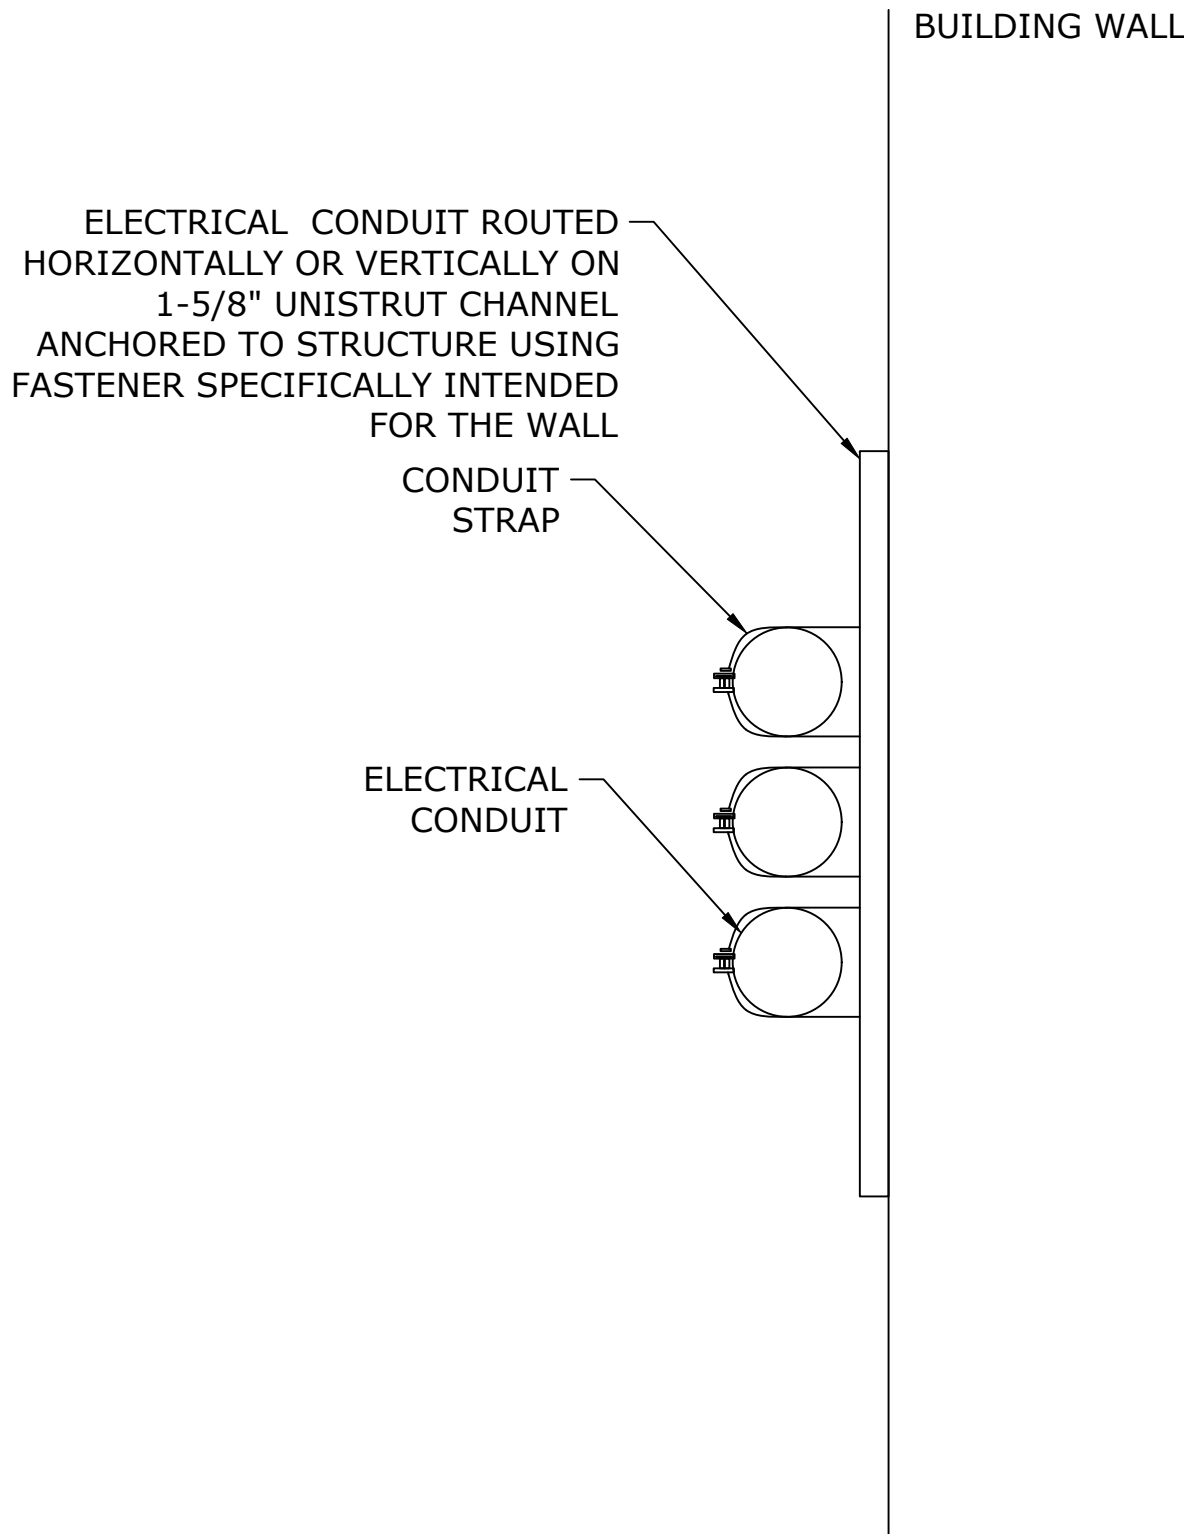 BUILDING WALL
ELECTRICAL CONDUIT ROUTED
HORIZONTALLY OR VERTICALLY ON
1-5/8" UNISTRUT CHANNEL
ANCHORED TO STRUCTURE USING
FASTENER SPECIFICALLY INTENDED
FOR THE WALL
CONDUIT
STRAP
ELECTRICAL
CONDUIT